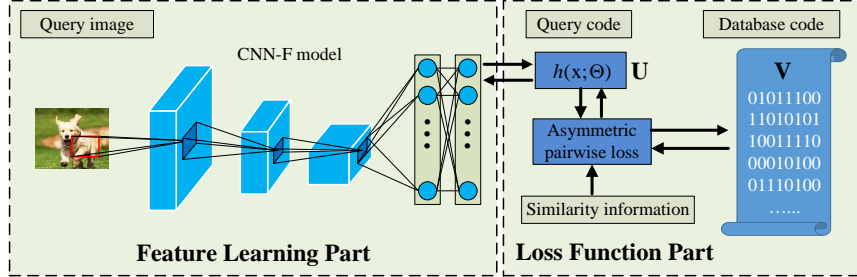 Query image
CNN-F model
Feature Learning Part
Query code
Database code
h(x;Θ)
U
V
01011100
11010101
10011110
00010100
01110100
…...
Asymmetric
pairwise loss
Similarity information
Loss Function Part